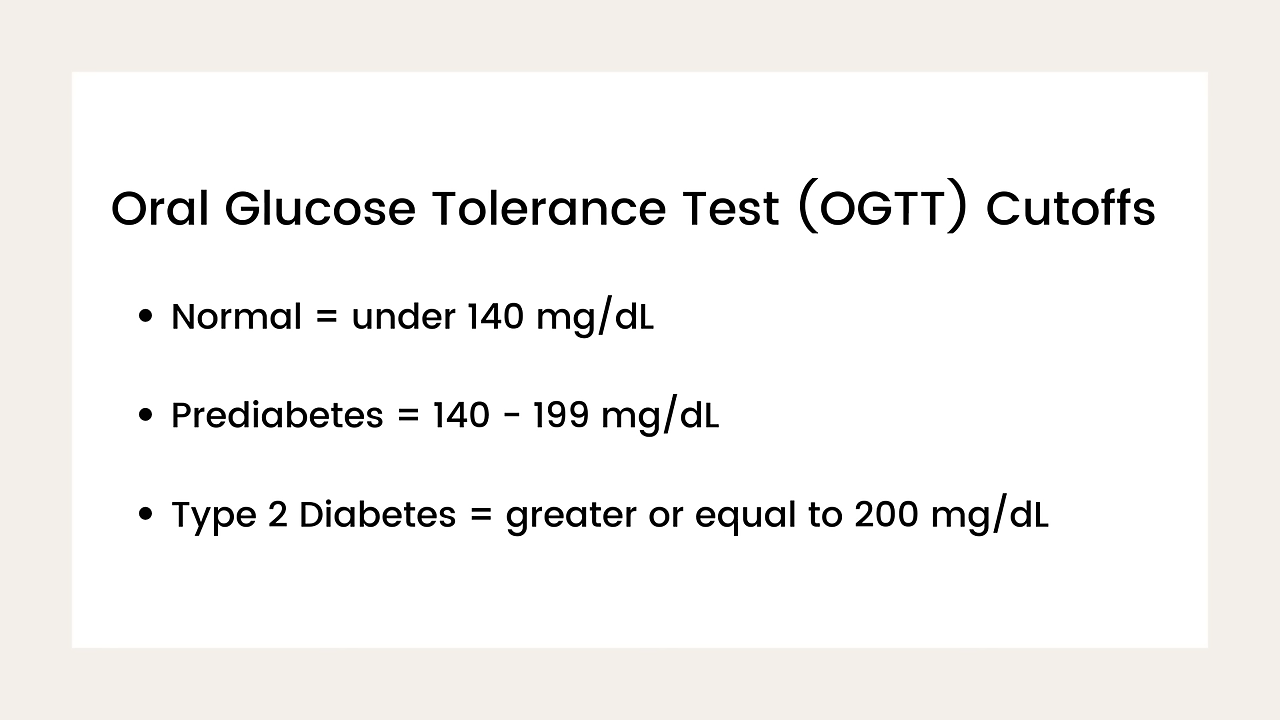 Oral Glucose Tolerance Test (OGTT) Cutoffs
• Normal = under 140 mg/dL
• Prediabetes = 140 - 199 mg/dL
• Type 2 Diabetes = greater or equal to 200 mg/dL